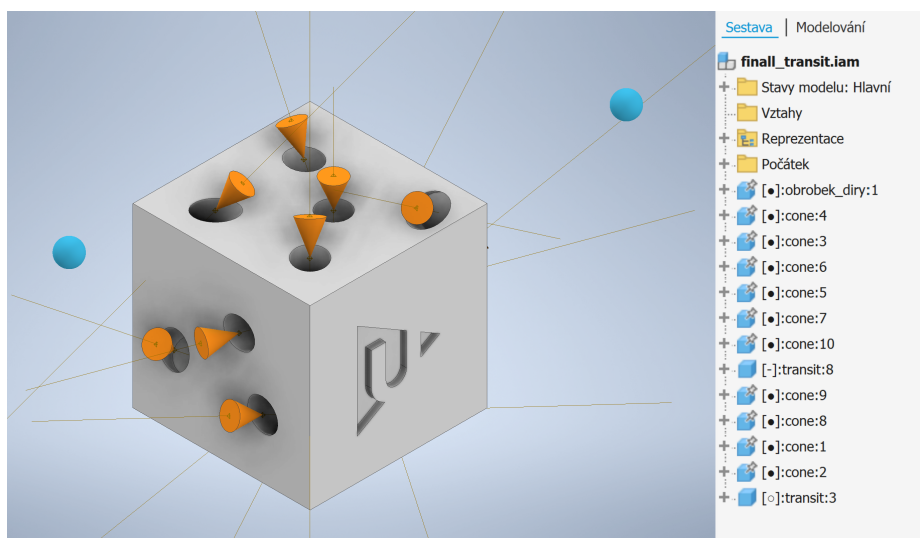 Sestava | Modelování
finall_transit.iam
Stavy modelu: Hlavní
Vztahy
Reprezentace
Počátek
[●]:obrobek_diry:1
[●]:cone:4
[●]:cone:3
[●]:cone:6
[●]:cone:5
[●]:cone:7
[●]:cone:10
[-]:transit:8
[●]:cone:9
[●]:cone:8
[●]:cone:1
[●]:cone:2
[○]:transit:3